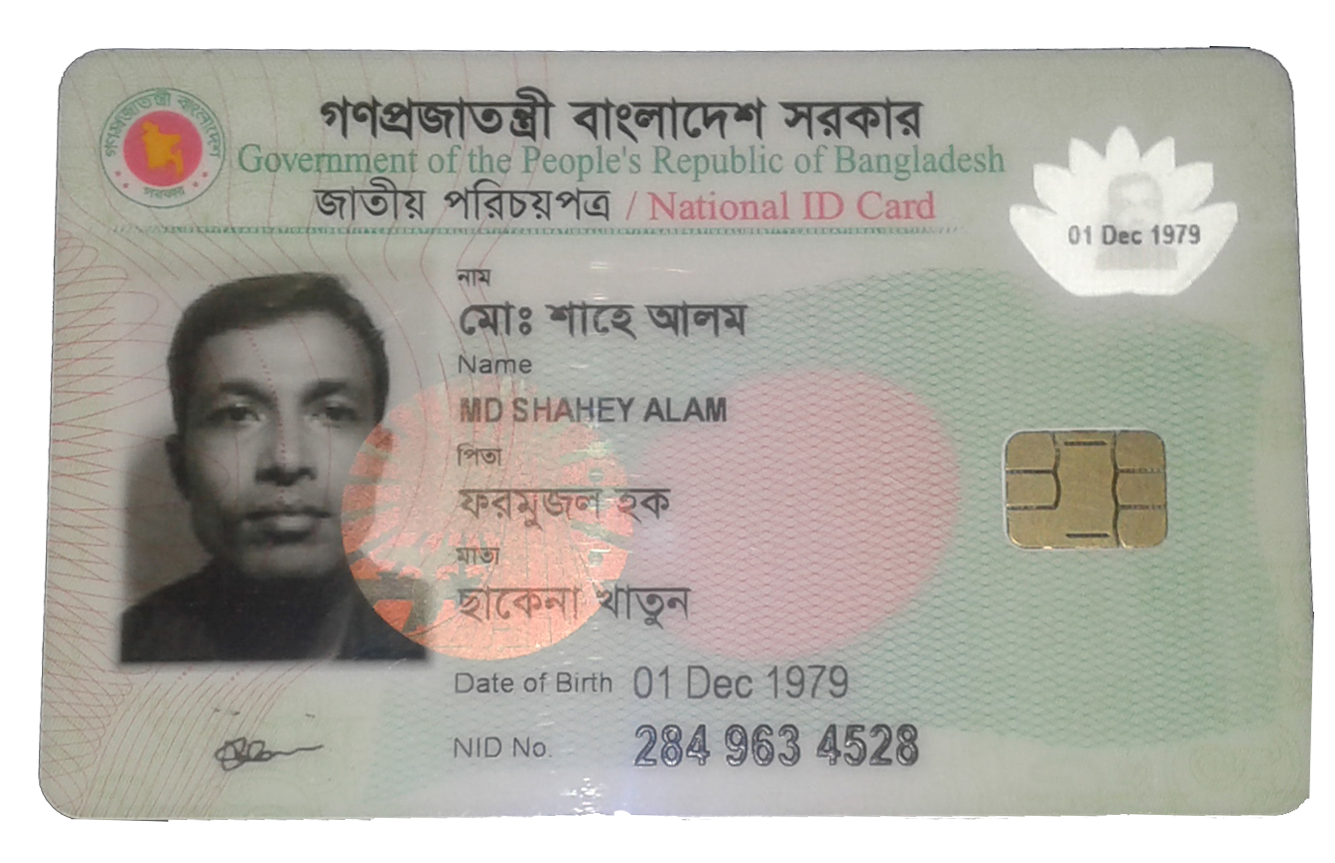 গণপ্রজাতন্ত্রী বাংলাদেশ সরকার
Government of the People's Republic of Bangladesh
জাতীয় পরিচয়পত্র / National ID Card
গণপ্রজাতন্ত্রী বাংলাদেশ
সরকার
01 Dec 1979
নাম
মোঃ শাহে আলম
Name
MD SHAHEY ALAM
পিতা
ফরমুজল হক
মাতা
ছাকেনা খাতুন
Date of Birth 01 Dec 1979
NID No. 284 963 4528